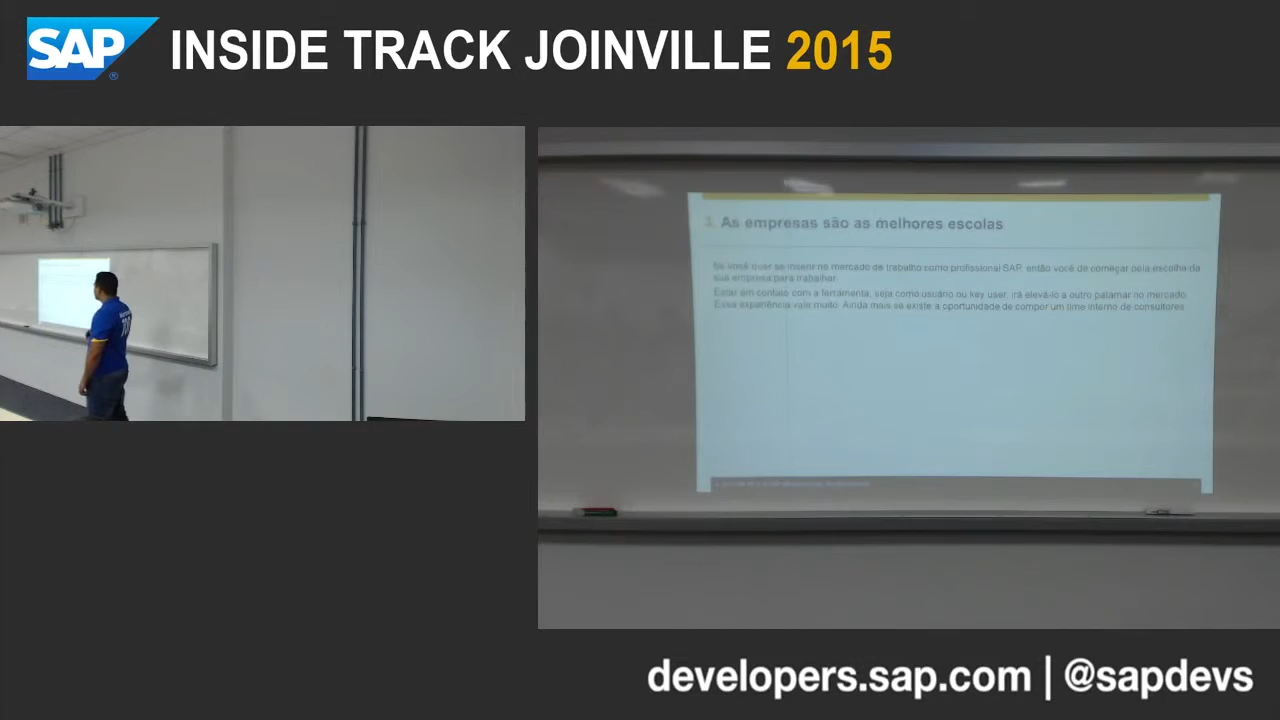 SAP INSIDE TRACK JOINVILLE 2015
3. As empresas são as melhores escolas
Se você quer se inserir no mercado de trabalho como profissional SAP, então você de começar pela escolha da
sua empresa para trabalhar.
Estar em contato com a ferramenta, seja como usuário ou key user, irá elevá-lo a outro patamar no mercado.
Essa experiência vale muito. Ainda mais se existe a oportunidade de compor um time interno de consultores.
developers.sap.com | @sapdevs